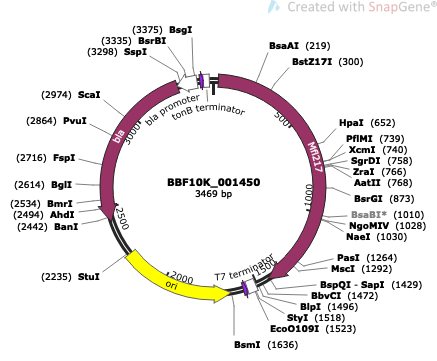 Created with SnapGene®
(3375) BsgI
(3335) BsrBI
(3298) SspI
(2974) ScaI
(2864) PvuI
(2716) FspI
(2614) BglI
(2534) BmrI
(2494) AhdI
(2442) BanI
(2235) StuI
BsaAI (219)
BstZ17I (300)
HpaI (652)
PflMI (739)
XcmI (740)
SgrDI (758)
ZraI (766)
AatII (768)
BsrGI (873)
BsaBI* (1010)
NgoMIV (1028)
NaeI (1030)
PasI (1264)
MscI (1292)
BspQI - SapI (1429)
BbvCI (1472)
BlpI (1496)
StyI (1518)
EcoO109I (1523)
BsmI (1636)
bla promoter
tonB terminator
bla
Mfl217
T7 terminator
ori
500
1000
1500
2000
2500
3000
BBF10K_001450
3469 bp